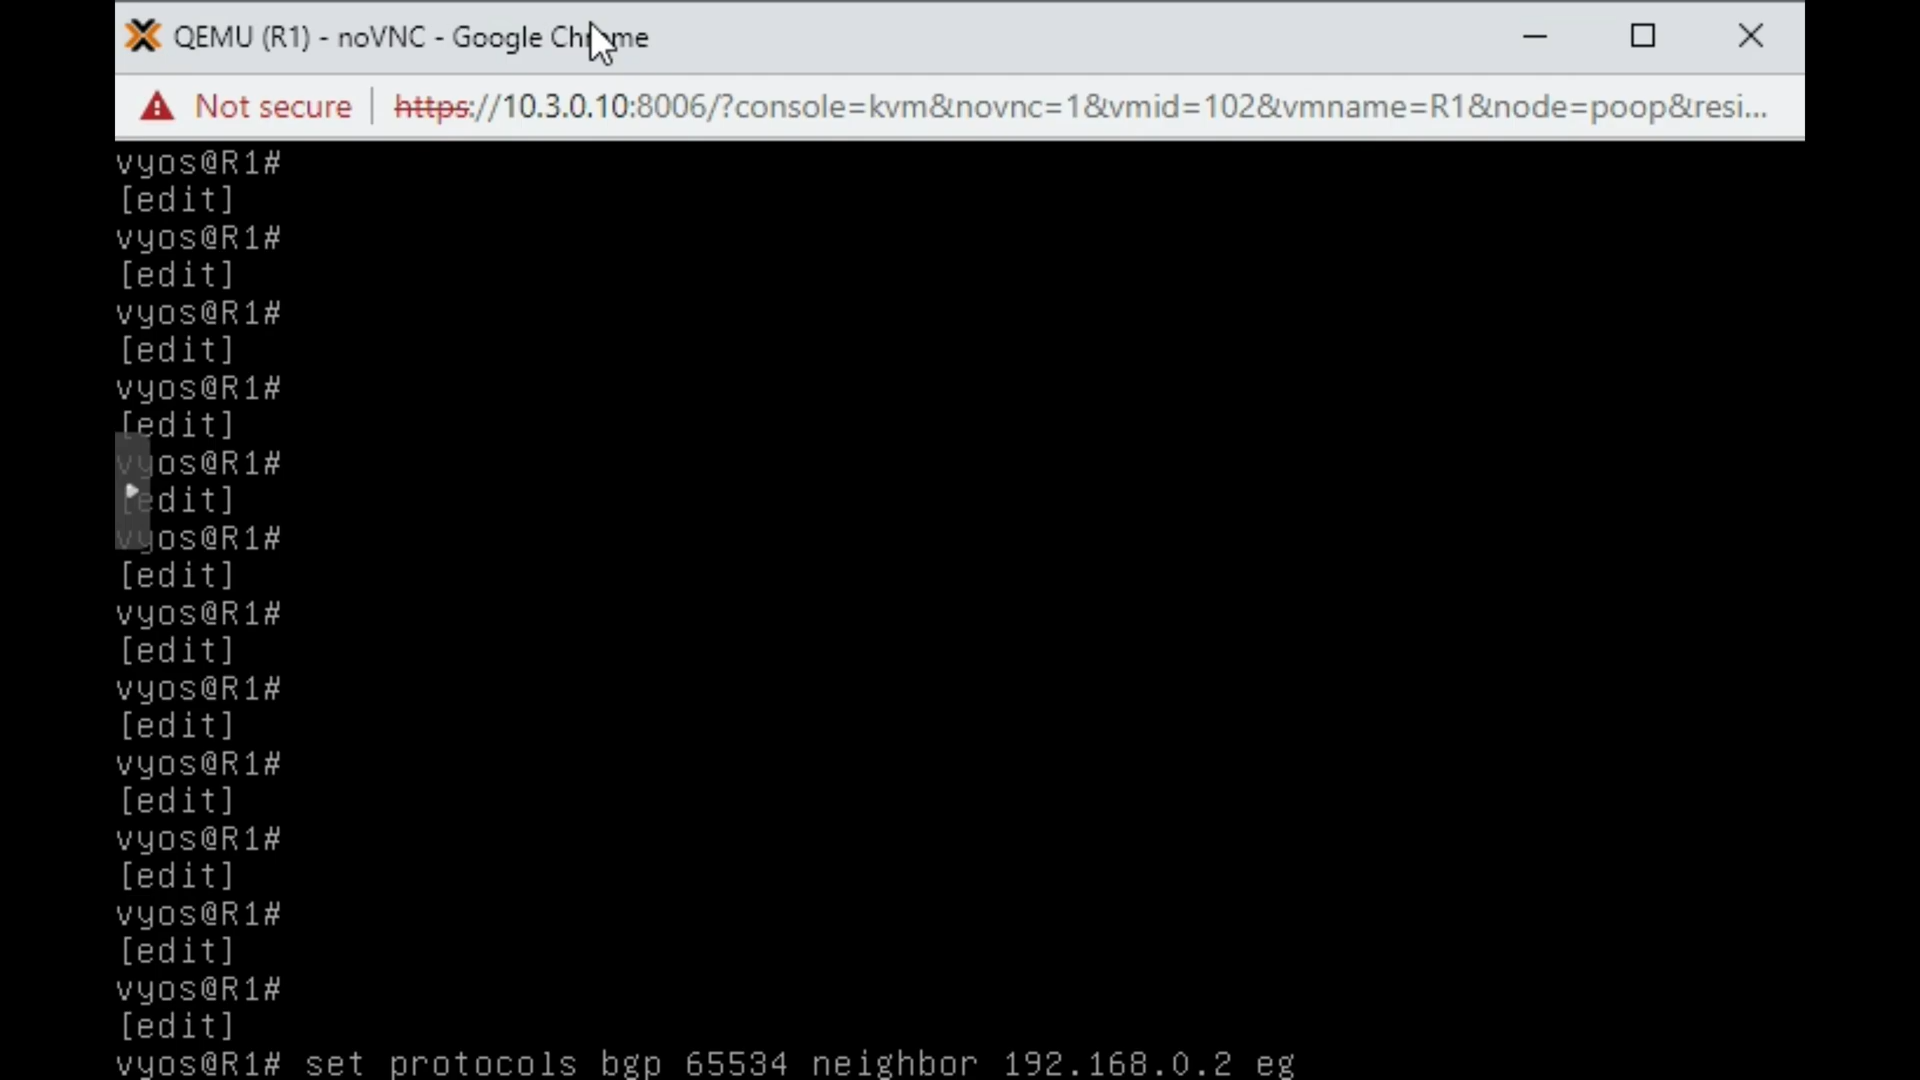 QEMU (R1) - noVNC - Google Chrome
Not secure https://10.3.0.10:8006/?console=kvm&novnc=1&vmid=102&vmname=R1&node=poop&resi...
vyos@R1#
[edit]
vyos@R1#
[edit]
vyos@R1#
[edit]
vyos@R1#
[edit]
vyos@R1#
[edit]
vyos@R1#
[edit]
vyos@R1#
[edit]
vyos@R1#
[edit]
vyos@R1#
[edit]
vyos@R1#
[edit]
vyos@R1#
[edit]
vyos@R1#
[edit]
vyos@R1# set protocols bgp 65534 neighbor 192.168.0.2 eg